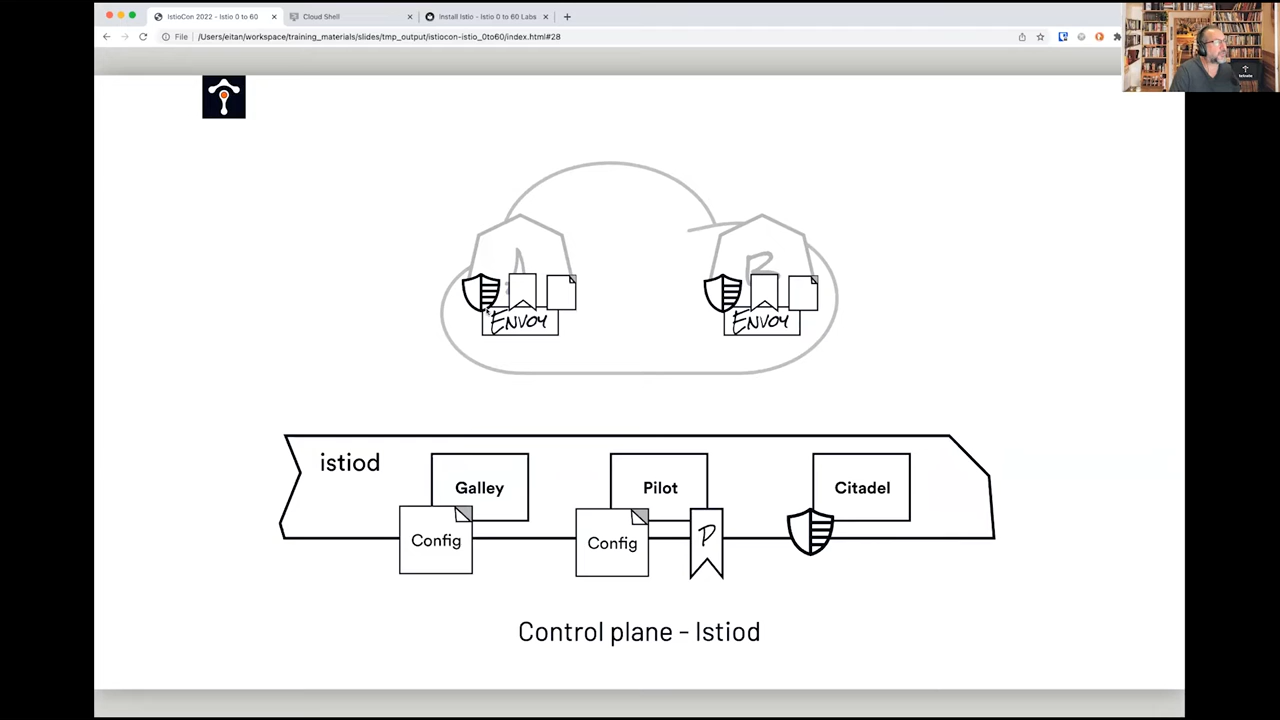 IstioCon 2022 - Istio 0 to 60
Cloud Shell
Install Istio - Istio 0 to 60 Labs
File
/Users/eitan/workspace/training_materials/slides/tmp_output/istiocon-istio_0to60/index.html#28
tetrate
A
B
ENVOY
ENVOY
istiod
Galley
Pilot
Citadel
Config
Config
P
Control plane - Istiod